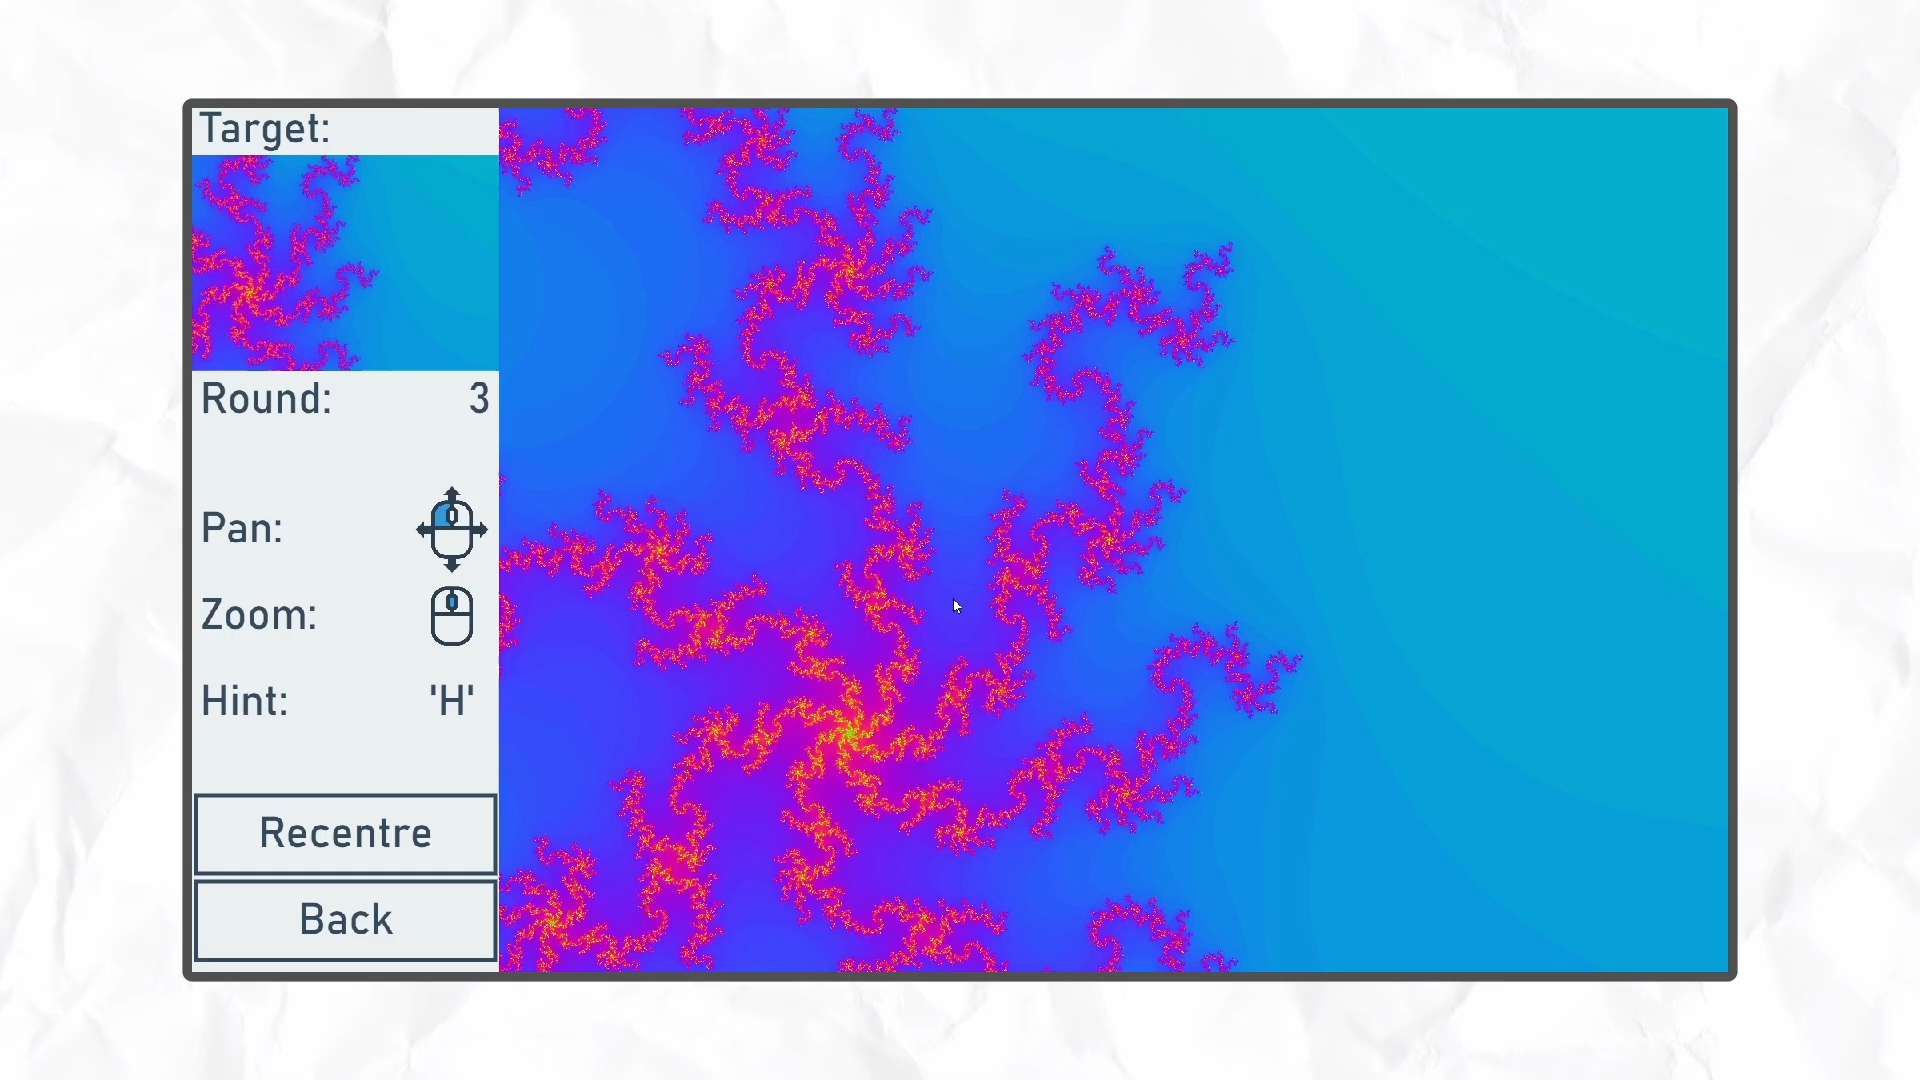 Target:
Round: 3
Pan:
Zoom:
Hint: 'H'
Recentre
Back